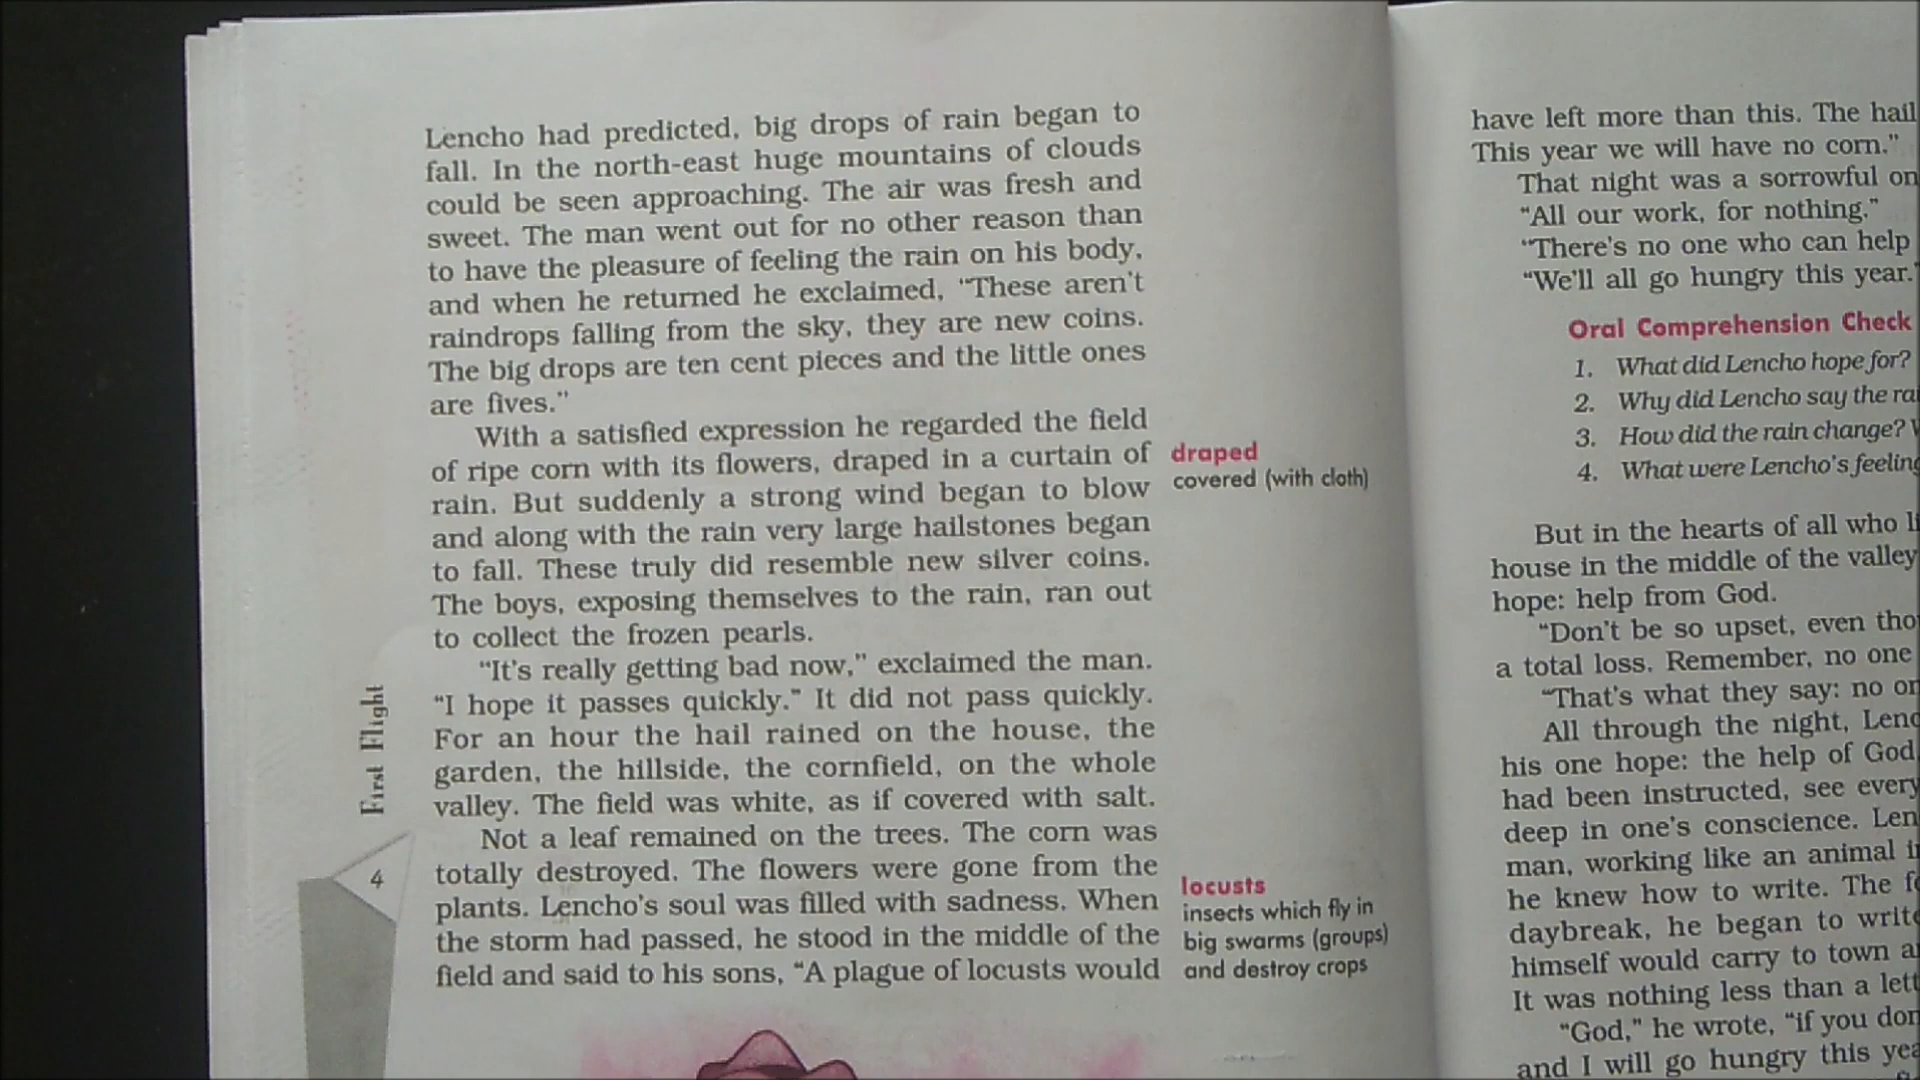 Lencho had predicted, big drops of rain began to
fall. In the north-east huge mountains of clouds
could be seen approaching. The air was fresh and
sweet. The man went out for no other reason than
to have the pleasure of feeling the rain on his body,
and when he returned he exclaimed, “These aren't
raindrops falling from the sky, they are new coins.
The big drops are ten cent pieces and the little ones
are fives.”
With a satisfied expression he regarded the field
of ripe corn with its flowers, draped in a curtain of
rain. But suddenly a strong wind began to blow
and along with the rain very large hailstones began
to fall. These truly did resemble new silver coins.
The boys, exposing themselves to the rain, ran out
to collect the frozen pearls.
“It's really getting bad now,” exclaimed the man.
“I hope it passes quickly.” It did not pass quickly.
For an hour the hail rained on the house, the
garden, the hillside, the cornfield, on the whole
valley. The field was white, as if covered with salt.
Not a leaf remained on the trees. The corn was
totally destroyed. The flowers were gone from the
plants. Lencho's soul was filled with sadness. When
the storm had passed, he stood in the middle of the
field and said to his sons, “A plague of locusts would
draped
covered (with cloth)
locusts
insects which fly in
big swarms (groups)
and destroy crops
First Flight
4
have left more than this. The hail
This year we will have no corn.”
That night was a sorrowful
“All our work, for nothing.”
“There's no one who can help
“We'll all go hungry this year.”
Oral Comprehension Check
1. What did Lencho hope for?
2. Why did Lencho say the
3. How did the rain change?
4. What were Lencho's
But in the hearts of all who
house in the middle of the valley
hope: help from God.
“Don't be so upset, even
a total loss. Remember, no one
“That's what they say: no
All through the night,
his one hope: the help of God,
had been instructed, see
deep in one's conscience.
man, working like an animal
he knew how to write. The
daybreak, he began to
himself would carry to town
It was nothing less than a
“God,” he wrote, “if you
and I will go hungry this